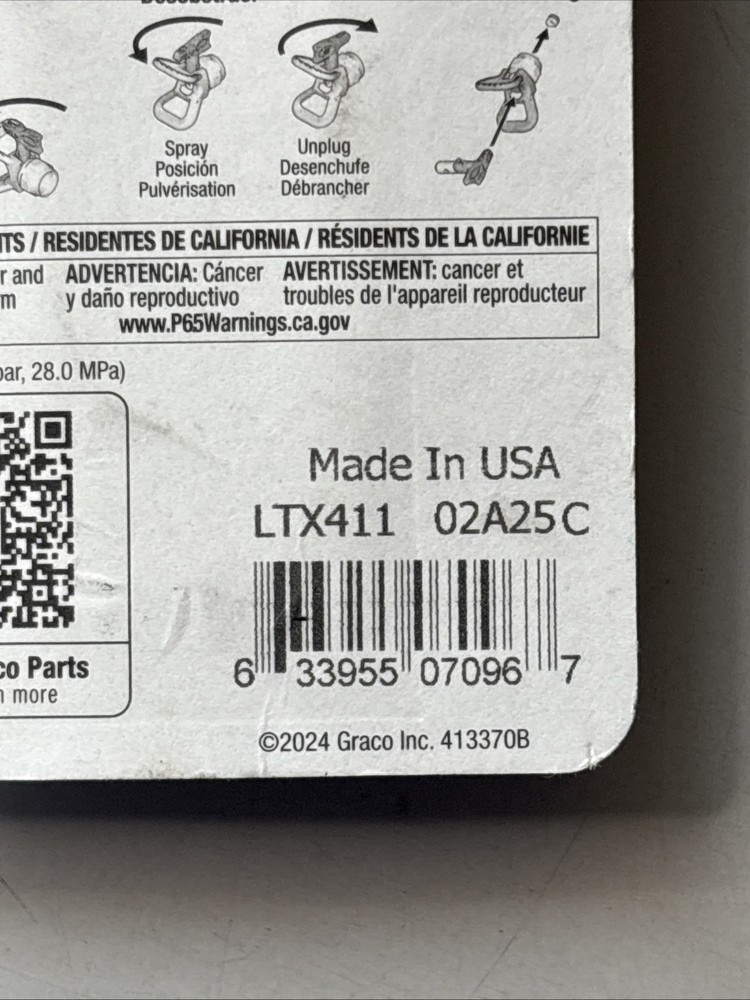 Spray
Posición
Pulvérisation
Unplug
Desenchufe
Débrancher
/ RESIDENTES DE CALIFORNIA / RÉSIDENTS DE LA CALIFORNIE
and ADVERTENCIA: Cáncer AVERTISSEMENT: cancer et
y daño reproductivo troubles de l'appareil reproducteur
www.P65Warnings.ca.gov
bar, 28.0 MPa)
Made In USA
LTX411 02A25C
6 33955 07096 7
Parts
more
©2024 Graco Inc. 413370B